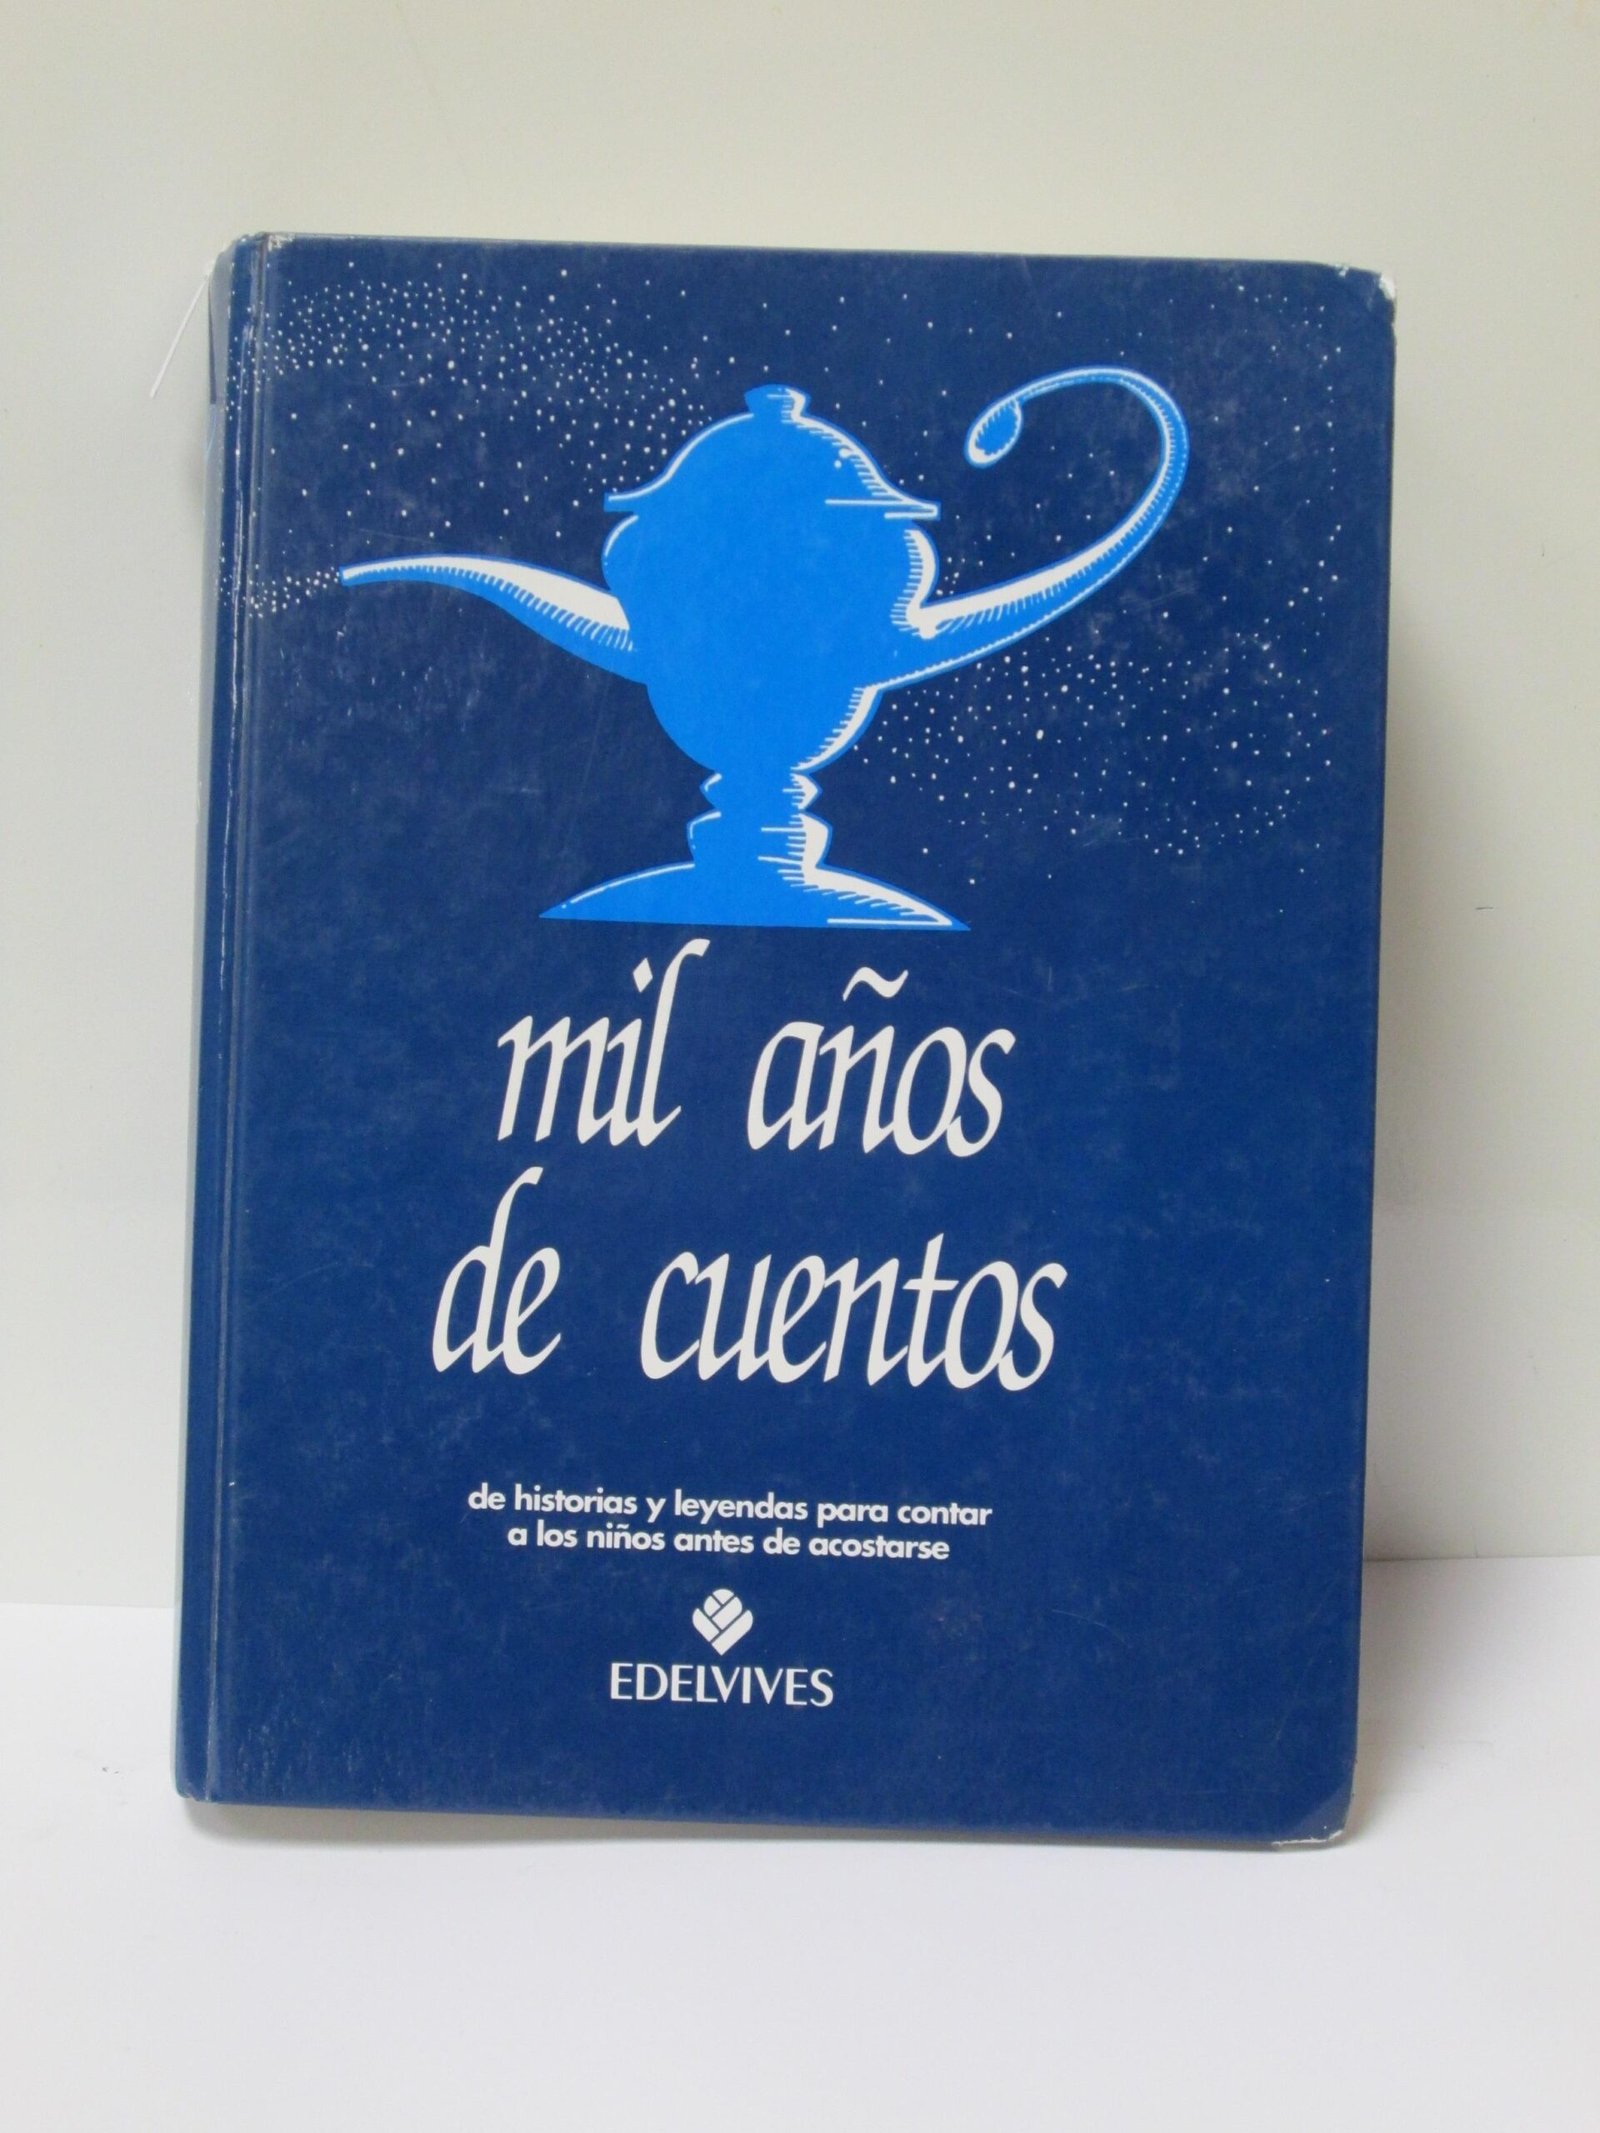 mil años
de cuentos
de historias y leyendas para contar
a los niños antes de acostarse
EDELVIVES